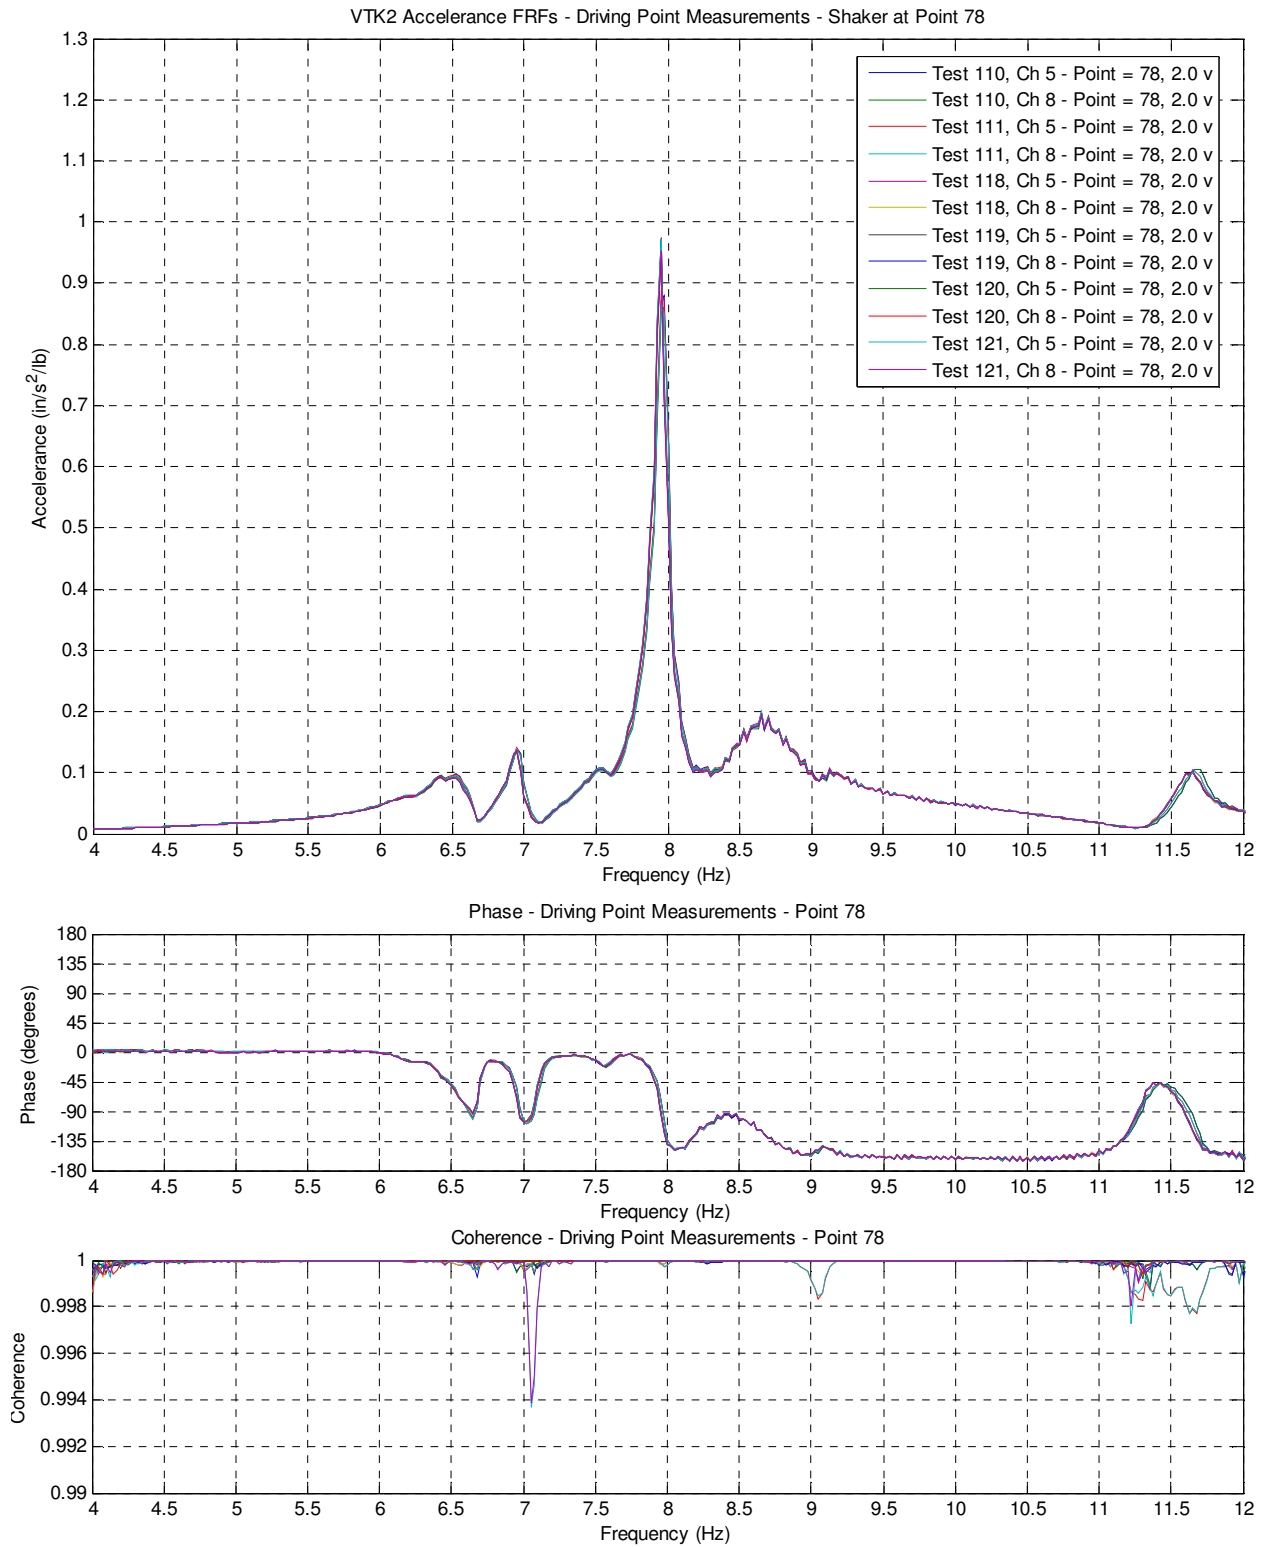 VTK2 Accelerance FRFs - Driving Point Measurements - Shaker at Point 78
1.3
1.2
1.1
1
0.9
0.8
0.7
0.6
0.5
0.4
0.3
0.2
0.1
0
Accelerance (in/s²/lb)
Test 110, Ch 5 - Point = 78, 2.0 v
Test 110, Ch 8 - Point = 78, 2.0 v
Test 111, Ch 5 - Point = 78, 2.0 v
Test 111, Ch 8 - Point = 78, 2.0 v
Test 118, Ch 5 - Point = 78, 2.0 v
Test 118, Ch 8 - Point = 78, 2.0 v
Test 119, Ch 5 - Point = 78, 2.0 v
Test 119, Ch 8 - Point = 78, 2.0 v
Test 120, Ch 5 - Point = 78, 2.0 v
Test 120, Ch 8 - Point = 78, 2.0 v
Test 121, Ch 5 - Point = 78, 2.0 v
Test 121, Ch 8 - Point = 78, 2.0 v
4 4.5 5 5.5 6 6.5 7 7.5 8 8.5 9 9.5 10 10.5 11 11.5 12
Frequency (Hz)
Phase - Driving Point Measurements - Point 78
180
135
90
45
0
-45
-90
-135
-180
Phase (degrees)
4 4.5 5 5.5 6 6.5 7 7.5 8 8.5 9 9.5 10 10.5 11 11.5 12
Frequency (Hz)
Coherence - Driving Point Measurements - Point 78
1
0.998
0.996
0.994
0.992
0.99
Coherence
4 4.5 5 5.5 6 6.5 7 7.5 8 8.5 9 9.5 10 10.5 11 11.5 12
Frequency (Hz)